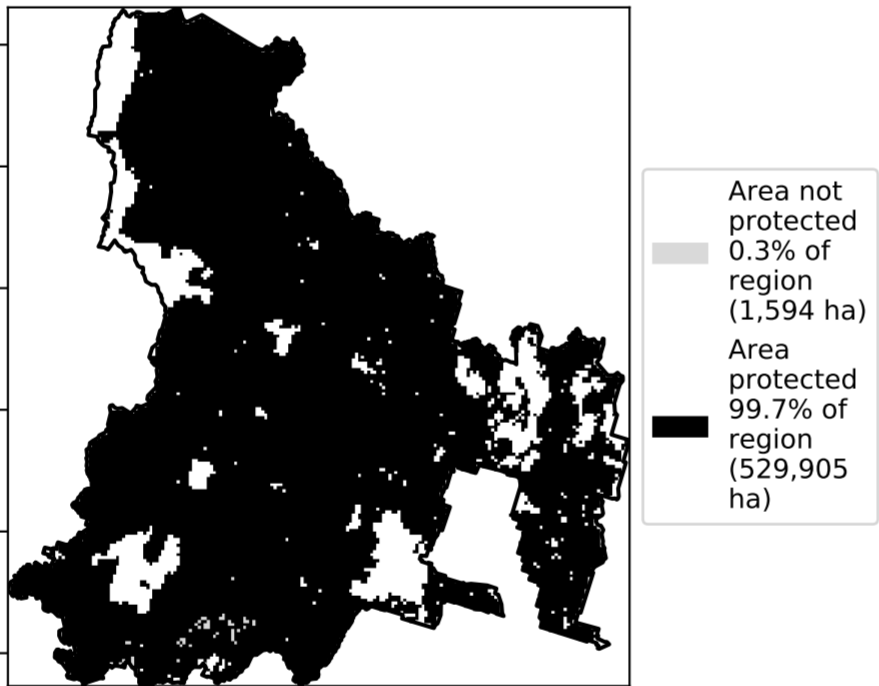 Area not
protected
0.3% of
region
(1,594 ha)
Area
protected
99.7% of
region
(529,905
ha)